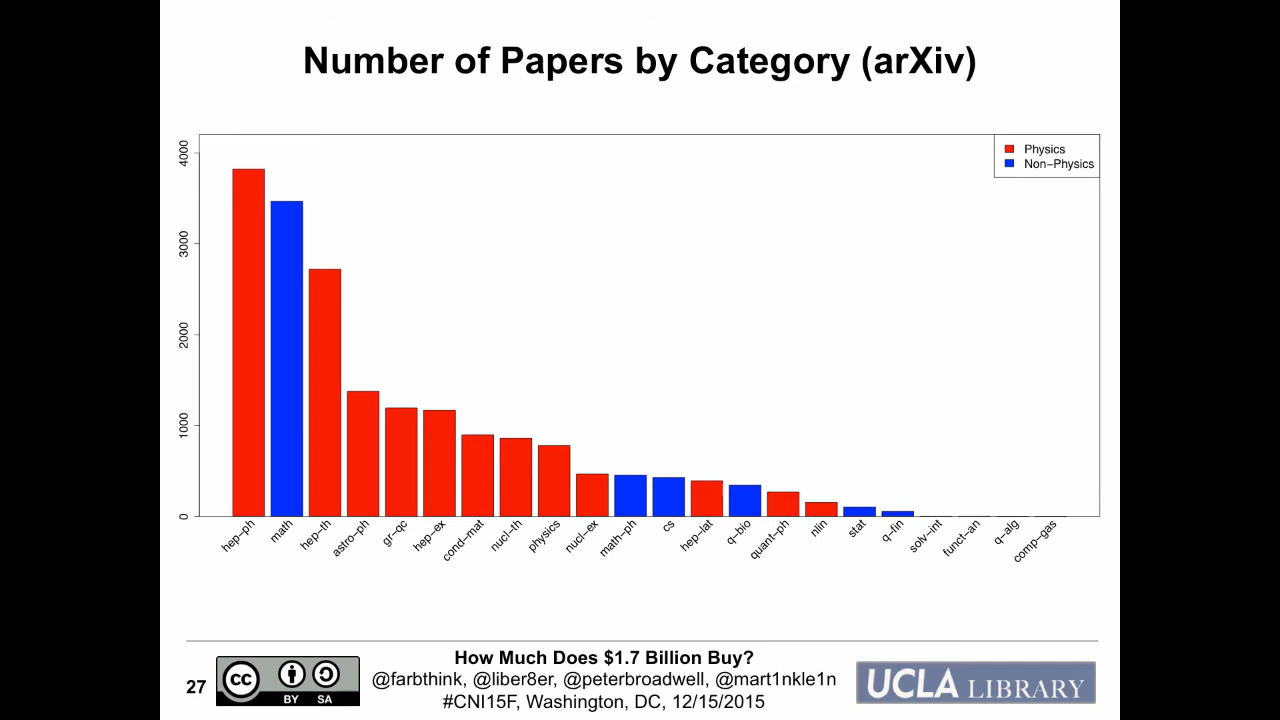 Number of Papers by Category (arXiv)
4000
3000
2000
1000
0
Physics
Non−Physics
hep−ph
math
hep−th
astro−ph
gr−qc
hep−ex
cond−mat
nucl−th
physics
nucl−ex
math−ph
cs
hep−lat
q−bio
quant−ph
nlin
stat
q−fin
solv−int
funct−an
q−alg
comp−gas
How Much Does $1.7 Billion Buy?
@farbthink, @liber8er, @peterbroadwell, @mart1nkle1n
#CNI15F, Washington, DC, 12/15/2015
27
cc
BY SA
UCLA LIBRARY